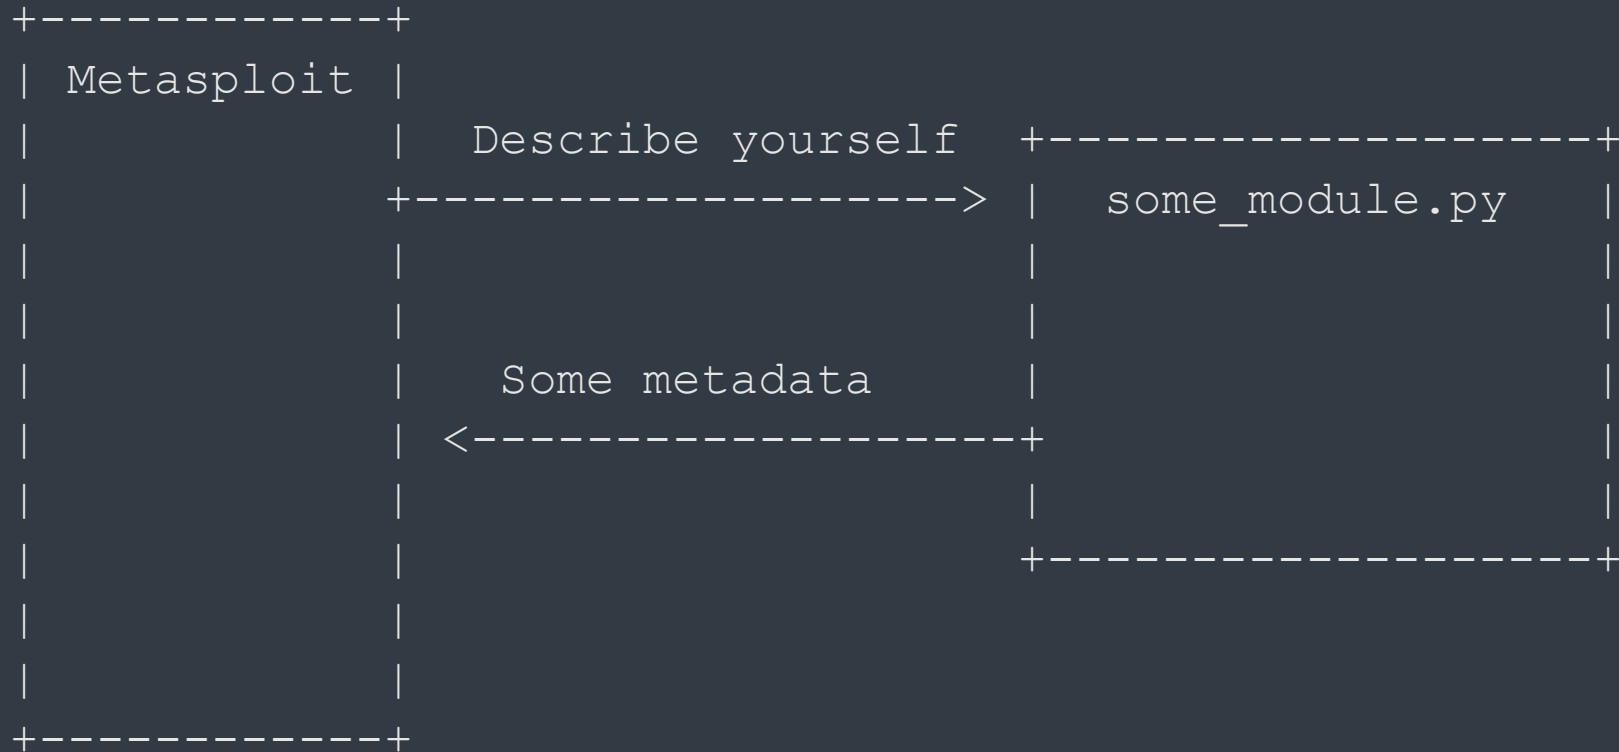 +-------------+
| Metasploit |
| | Describe yourself +--------------------+
| +-------------------> | some_module.py |
| | | |
| | | |
| | Some metadata | |
| | <-------------------+ |
| | | |
| | +--------------------+
| |
| |
+-------------+